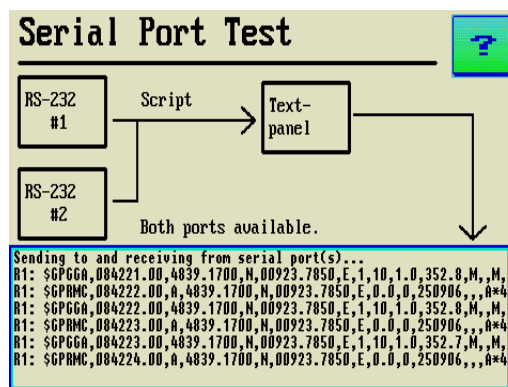 Serial Port Test
?
RS-232
#1
Script
Text-
panel
RS-232
#2
Both ports available.
Sending to and receiving from serial port(s)...
R1: $GPGGA,084221.00,4839.1700,N,00923.7850,E,1,10,1.0,352.8,M,,M,
R1: $GPRMC,084222.00,A,4839.1700,N,00923.7850,E,0.0,0,250906,,,A*4
R1: $GPGGA,084222.00,4839.1700,N,00923.7850,E,1,10,1.0,352.8,M,,M,
R1: $GPRMC,084223.00,A,4839.1700,N,00923.7850,E,0.0,0,250906,,,A*4
R1: $GPGGA,084223.00,4839.1700,N,00923.7850,E,1,10,1.0,352.7,M,,M,
R1: $GPRMC,084224.00,A,4839.1700,N,00923.7850,E,0.0,0,250906,,,A*4